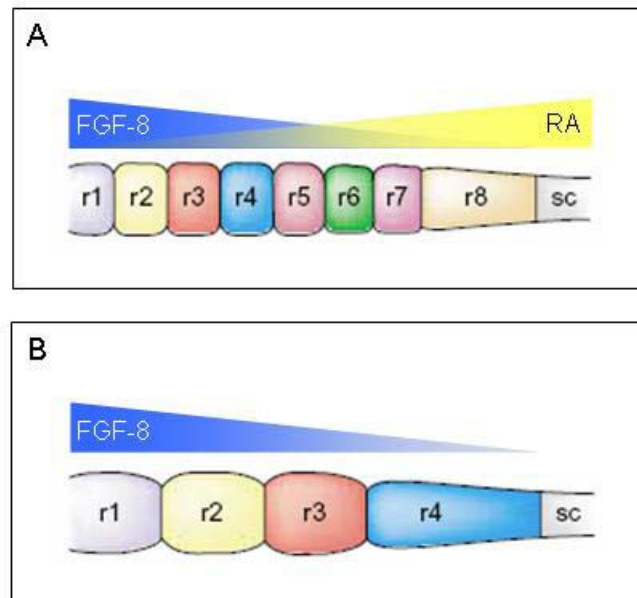 A
FGF-8 RA
r1 r2 r3 r4 r5 r6 r7 r8 sc
B
FGF-8
r1 r2 r3 r4 sc